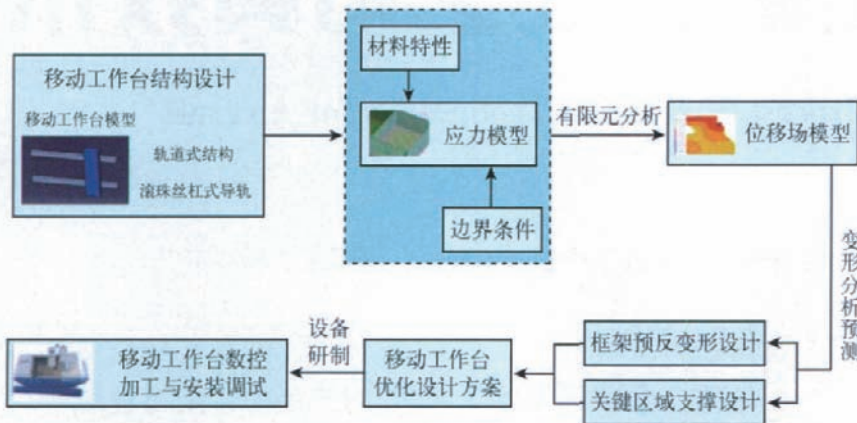 移动工作台结构设计
移动工作台模型
轨道式结构
滚珠丝杠式导轨
材料特性
应力模型
边界条件
有限元分析
位移场模型
变形分析预测
框架预反变形设计
关键区域支撑设计
移动工作台
优化设计方案
设备
研制
移动工作台数控
加工与安装调试